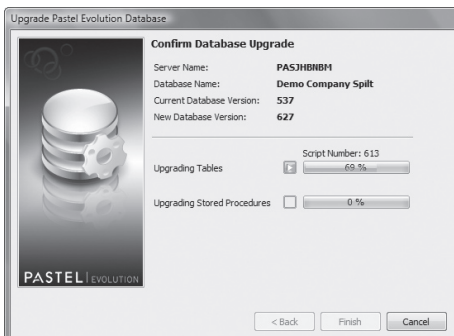 Upgrade Pastel Evolution Database
Confirm Database Upgrade
Server Name: PASJHBNBM
Database Name: Demo Company Spilt
Current Database Version: 537
New Database Version: 627
Script Number: 613
Upgrading Tables 69 %
Upgrading Stored Procedures 0 %
PASTEL EVOLUTION
< Back Finish Cancel